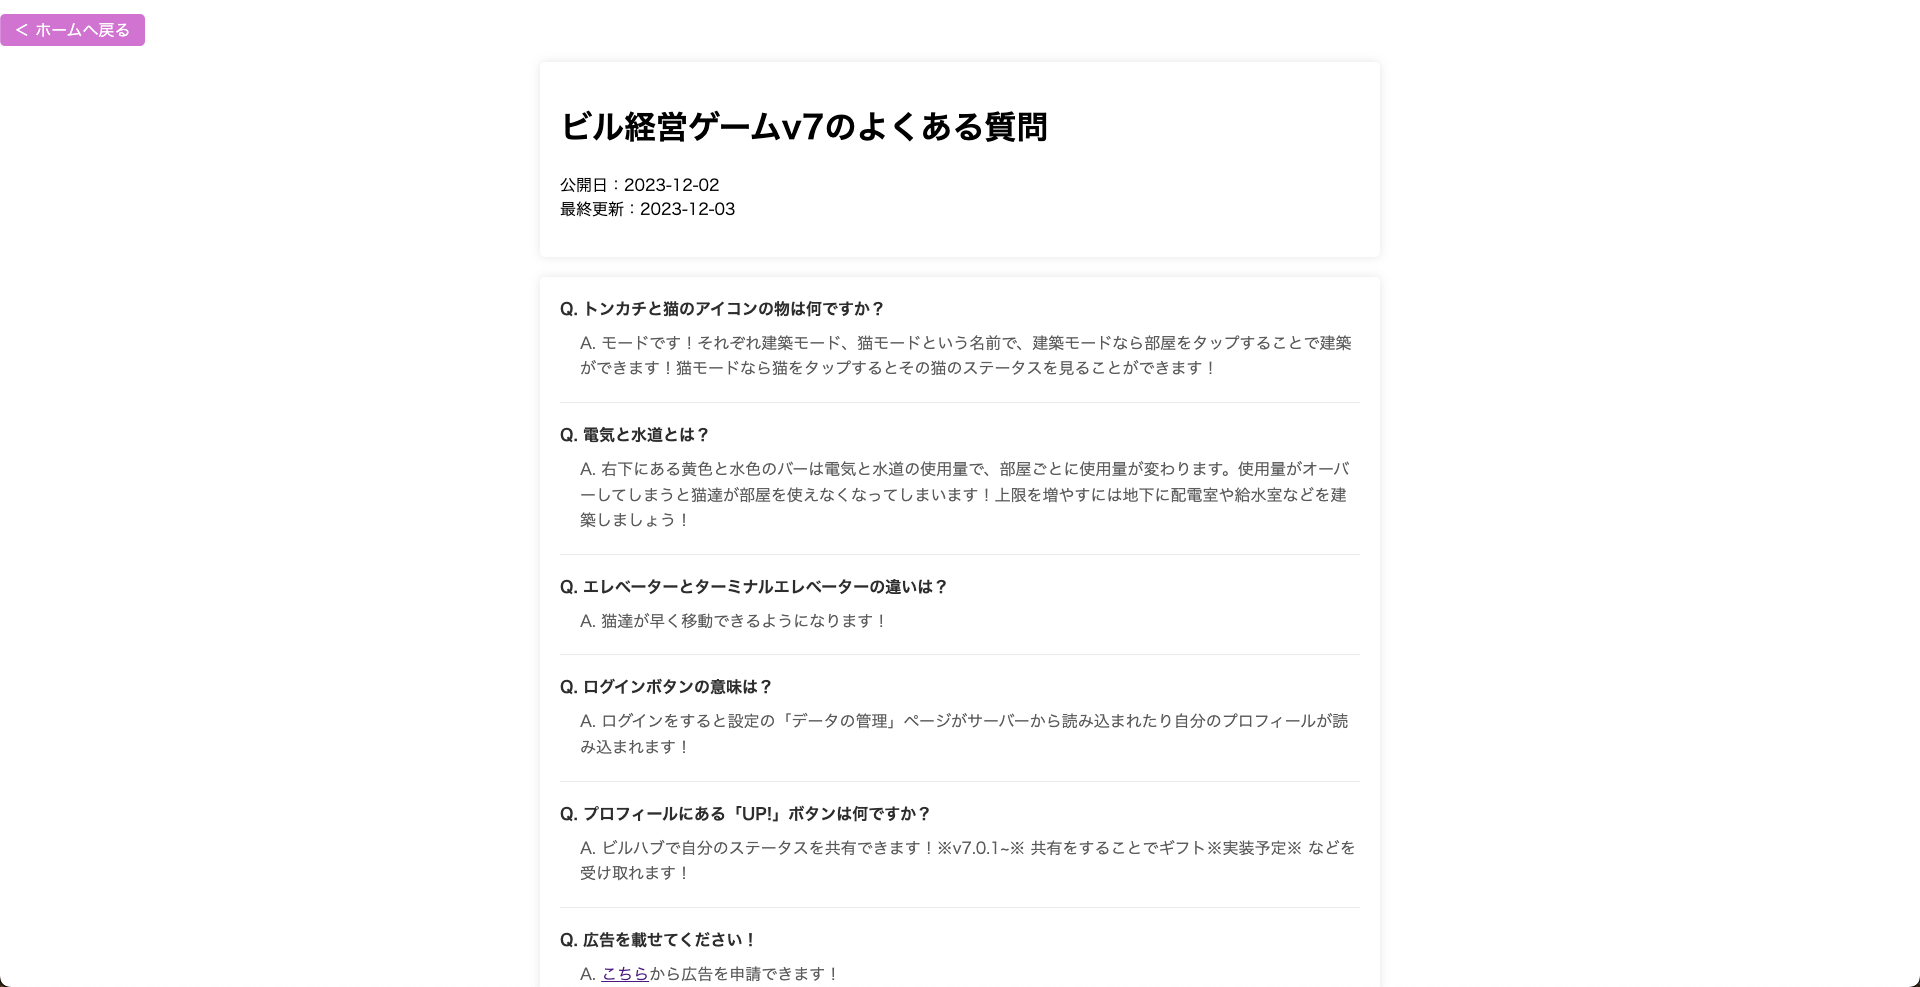 < ホームへ戻る
ビル経営ゲームv7のよくある質問
公開日：2023-12-02
最終更新：2023-12-03
Q. トンカチと猫のアイコンの物は何ですか？
A. モードです！それぞれ建築モード、猫モードという名前で、建築モードなら部屋をタップすることで建築
ができます！猫モードなら猫をタップするとその猫のステータスを見ることができます！
Q. 電気と水道とは？
A. 右下にある黄色と水色のバーは電気と水道の使用量で、部屋ごとに使用量が変わります。使用量がオーバ
ーしてしまうと猫達が部屋を使えなくなってしまいます！上限を増やすには地下に配電室や給水室などを建
築しましょう！
Q. エレベーターとターミナルエレベーターの違いは？
A. 猫達が早く移動できるようになります！
Q. ログインボタンの意味は？
A. ログインをすると設定の「データの管理」ページがサーバーから読み込まれたり自分のプロフィールが読
み込まれます！
Q. プロフィールにある「UP!」ボタンは何ですか？
A. ビルハブで自分のステータスを共有できます！※v7.0.1~※ 共有をすることでギフト※実装予定※ などを
受け取れます！
Q. 広告を載せてください！
A. こちらから広告を申請できます！